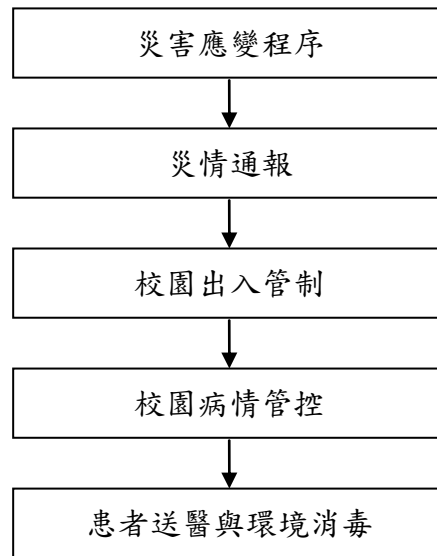 災害應變程序
災情通報
校園出入管制
校園病情管控
患者送醫與環境消毒